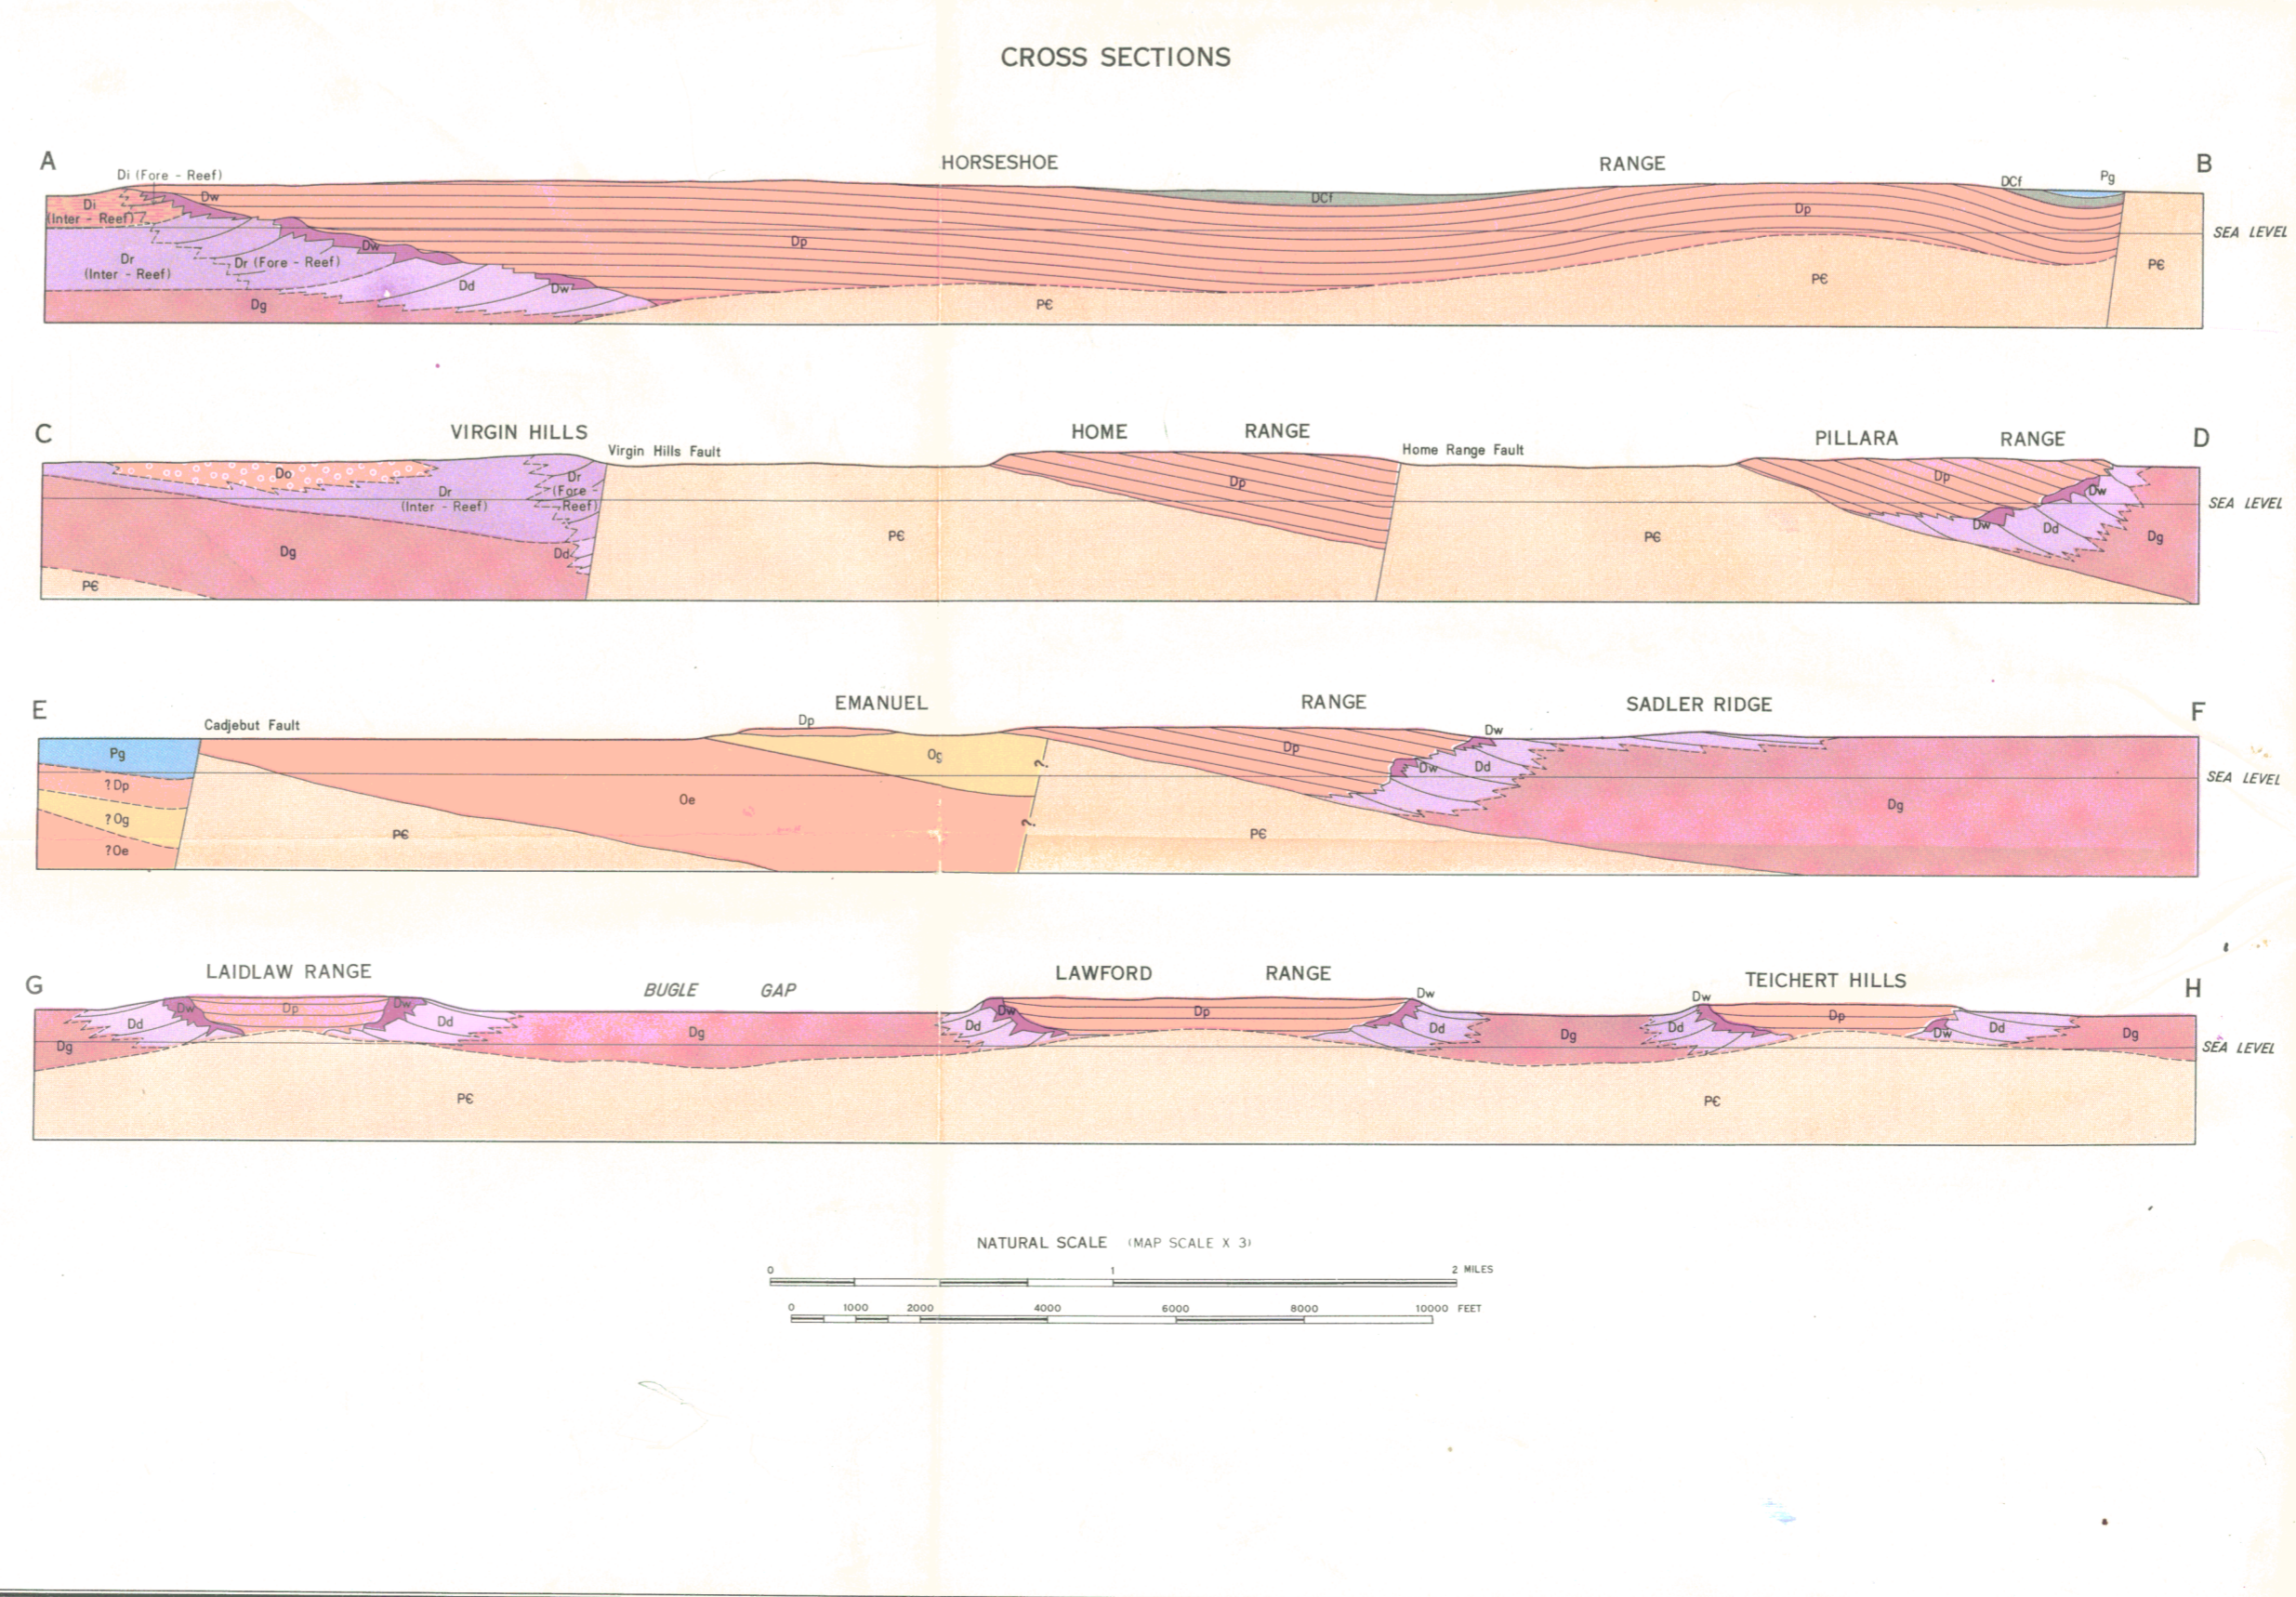 CROSS SECTIONS
A HORSESHOE RANGE B
Di (Fore - Reef) DCf Pg
Dw
Di
(Inter - Reef) ?
DCf
Dp
SEA LEVEL
Dp
Dw
Dr
(Inter - Reef)
Dr (Fore - Reef)
PЄ
PЄ
Dd
Dw
Dg
PЄ
C VIRGIN HILLS HOME RANGE PILLARA RANGE D
Virgin Hills Fault Home Range Fault
Do
Dr
(Fore -
Reef)
Dr
(Inter - Reef)
Dp
Dp
Dw
SEA LEVEL
Dw
Dd
Dg
PЄ
PЄ
Dg
Dd
PЄ
E EMANUEL RANGE SADLER RIDGE F
Cadjebut Fault
Dp
Dw
Pg
Og
?
Dp
Dw
Dd
SEA LEVEL
? Dp
Oe
Dg
? Og
PЄ
?
PЄ
? Oe
G LAIDLAW RANGE BUGLE GAP LAWFORD RANGE TEICHERT HILLS H
Dw
Dw
Dw
Dp
Dw
Dd
Dd
Dg
Dg
Dd
Dw
Dp
Dd
Dg
Dd
Dp
Dw
Dd
Dg
SEA LEVEL
PЄ
PЄ
NATURAL SCALE (MAP SCALE X 3)
0 1 2 MILES
0 1000 2000 4000 6000 8000 10000 FEET